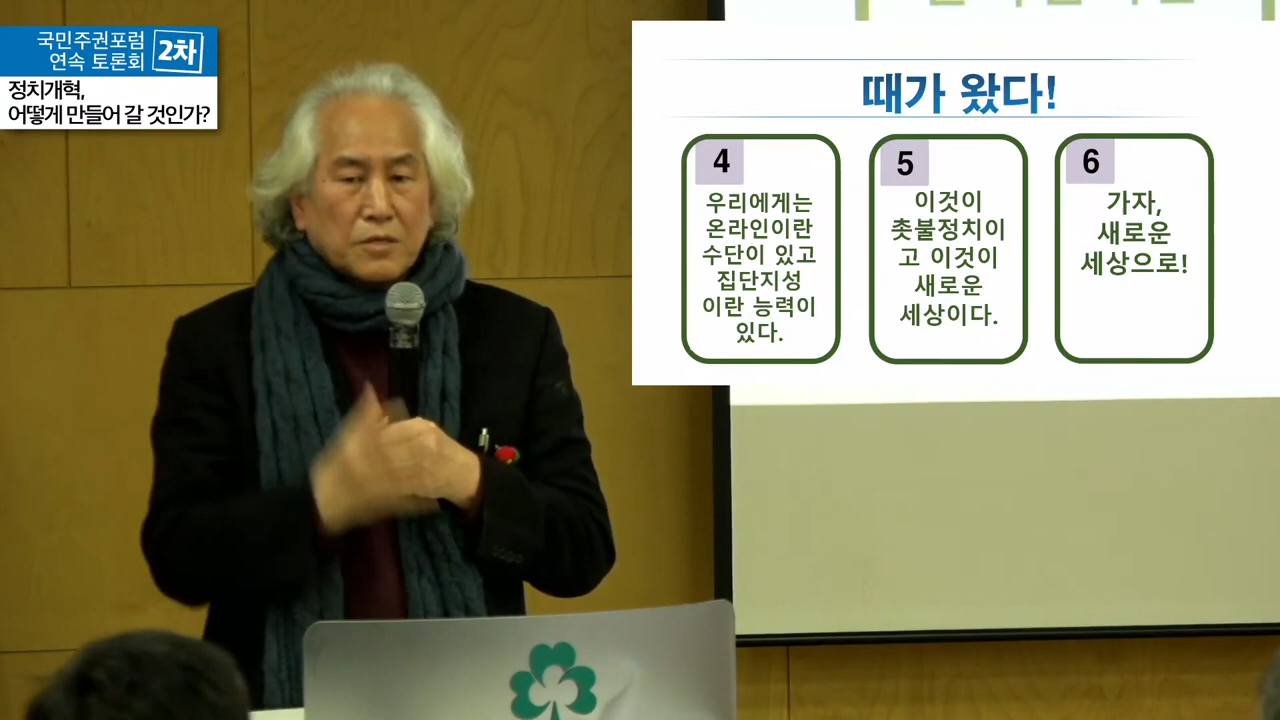 국민주권포럼
연속 토론회
2차
정치개혁,
어떻게 만들어 갈 것인가?
때가 왔다!
4
우리에게는
온라인이란
수단이 있고
집단지성
이란 능력이
있다.
5
이것이
촛불정치이
고 이것이
새로운
세상이다.
6
가자,
새로운
세상으로!